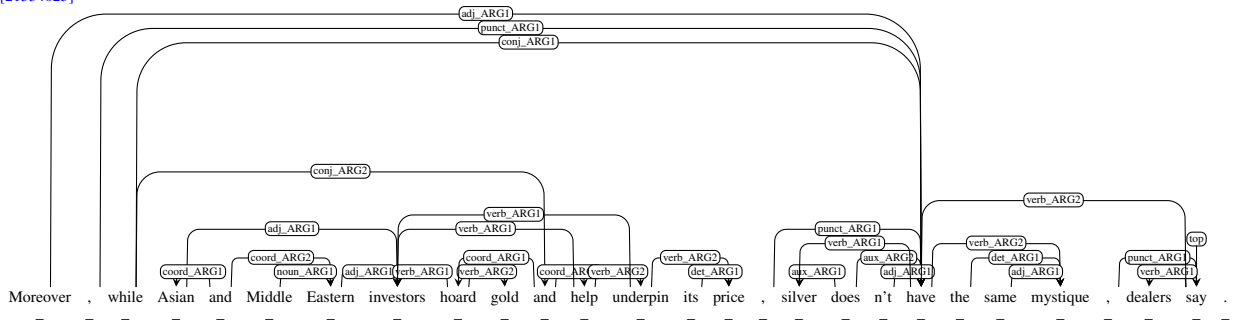 adj_ARG1
punct_ARG1
conj_ARG1
conj_ARG2
verb_ARG2
verb_ARG1
adj_ARG1 verb_ARG1 punct_ARG1 top
verb_ARG1 verb_ARG2
coord_ARG2 coord_ARG1 verb_ARG2 aux_ARG2 det_ARG1 punct_ARG1
coord_ARG1 noun_ARG1 adj_ARG1 verb_ARG1 verb_ARG2 verb_ARG2 det_ARG1 aux_ARG1 adj_ARG1 adj_ARG1 verb_ARG1
Moreover , while Asian and Middle Eastern investors hoard gold and help underpin its price , silver does n't have the same mystique , dealers say .
_ _ _ _ _ _ _ _ _ _ _ _ _ _ _ _ _ _ _ _ _ _ _ _ _ _ _